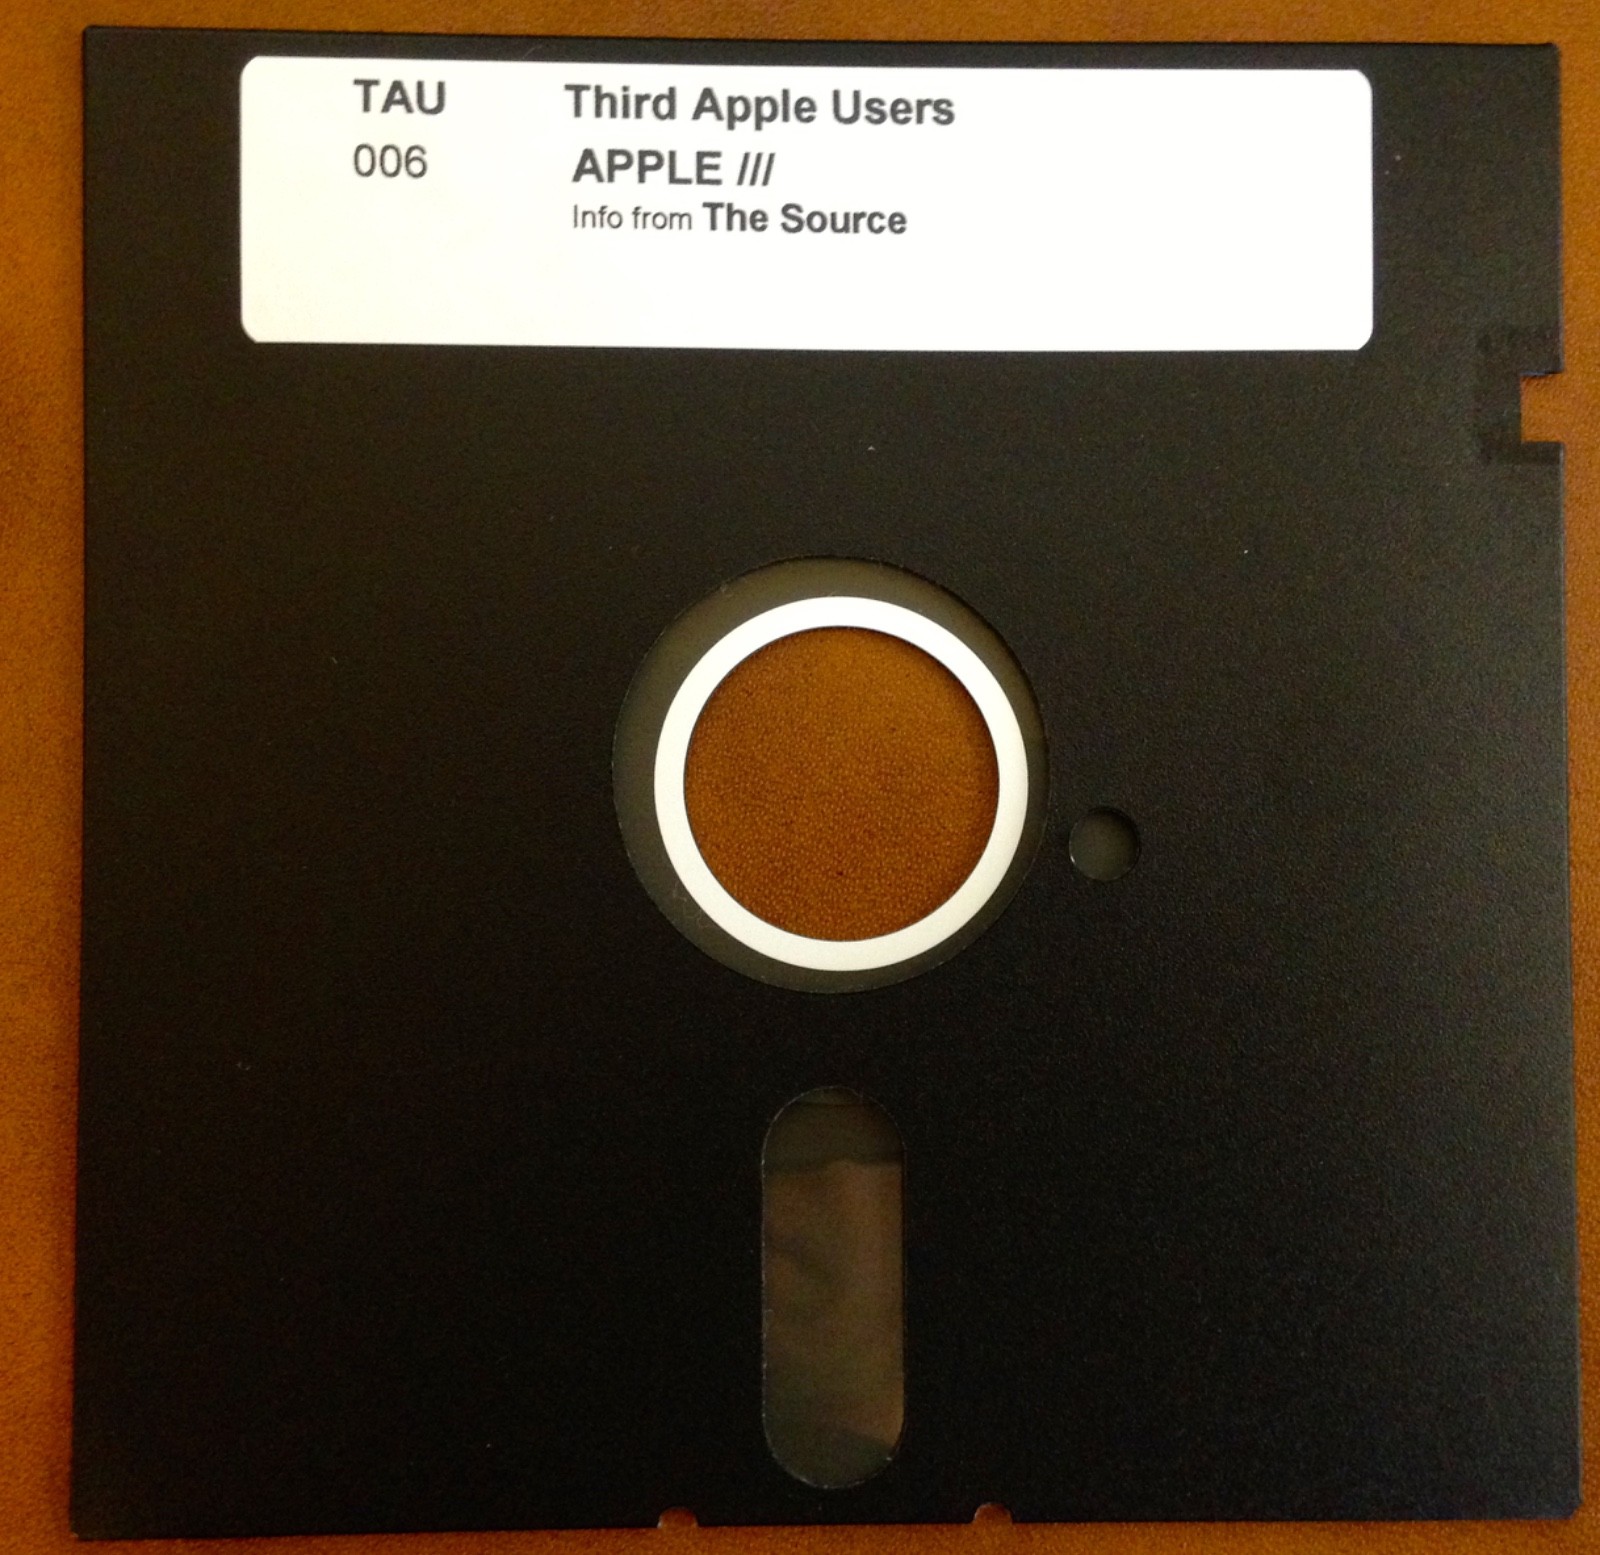 TAU Third Apple Users
006 APPLE ///
Info from The Source